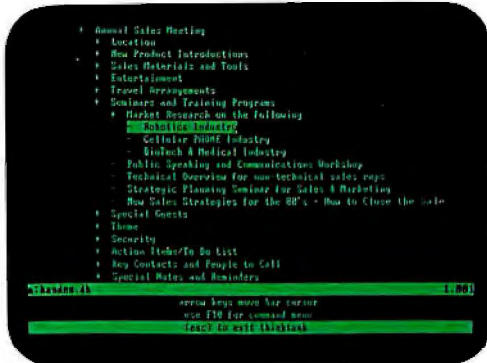 + Annual Sales Meeting
+ Location
+ New Product Introductions
+ Sales Materials and Tools
+ Entertainment
+ Travel Arrangements
+ Seminars and Training Programs
+ Market Research on the Following
- Robotics Industry
- Cellular PHONE Industry
- BioTech & Medical Industry
- Public Speaking and Communications Workshop
- Technical Overview for non-technical sales reps
- Strategic Planning Seminar for Sales & Marketing
- New Sales Strategies for the 80's - How to Close the Sale
+ Special Guests
+ Theme
+ Security
+ Action Items/To Do List
+ Key Contacts and People to Call
+ Special Notes and Reminders
arrow keys move bar cursor
use F10 for command menu
to exit thinktank